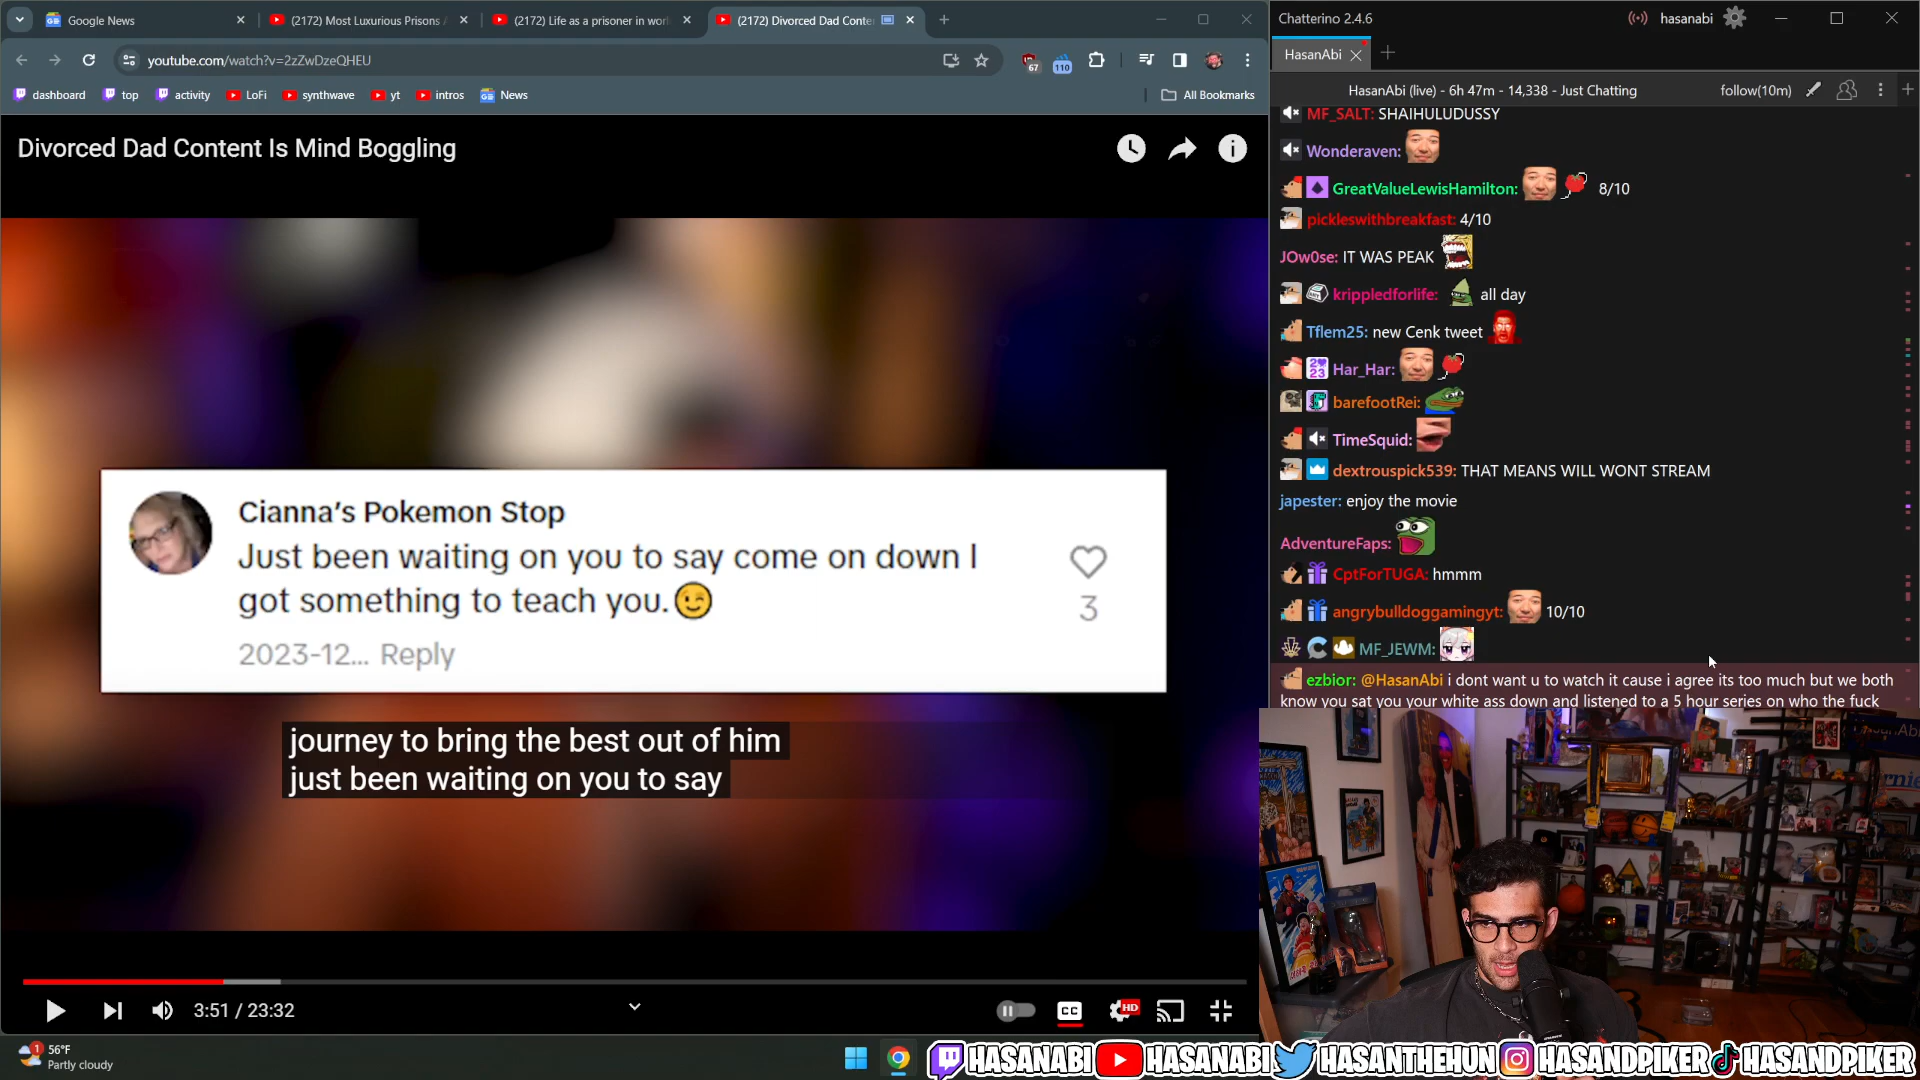 Google News
(2172) Most Luxurious Prisons
(2172) Life as a prisoner in wor
(2172) Divorced Dad Conte
youtube.com/watch?v=2zZwDzeQHEU
67
110
dashboard
top
activity
LoFi
synthwave
yt
intros
News
All Bookmarks
Divorced Dad Content Is Mind Boggling
Cianna's Pokemon Stop
Just been waiting on you to say come on down I
got something to teach you.😉
3
2023-12... Reply
journey to bring the best out of him
just been waiting on you to say
3:51 / 23:32
CC
HD
1
56°F
Partly cloudy
Chatterino 2.4.6
hasanabi
HasanAbi
HasanAbi (live) - 6h 47m - 14,338 - Just Chatting
follow(10m)
MF_SALT: SHAIHULUDUSSY
Wonderaven:
GreatValueLewisHamilton: 8/10
pickleswithbreakfast: 4/10
JOw0se: IT WAS PEAK
krippledforlife: all day
Tflem25: new Cenk tweet
Har_Har:
barefootRei:
TimeSquid:
dextrouspick539: THAT MEANS WILL WONT STREAM
japester: enjoy the movie
AdventureFaps:
CptForTUGA: hmmm
angrybulldoggamingyt: 10/10
MF_JEWM:
ezbior: @HasanAbi i dont want u to watch it cause i agree its too much but we both
know you sat you your white ass down and listened to a 5 hour series on who the fuck
HASANABI HASANABI HASANTHEHUN HASANDPIKER HASANDPIKER